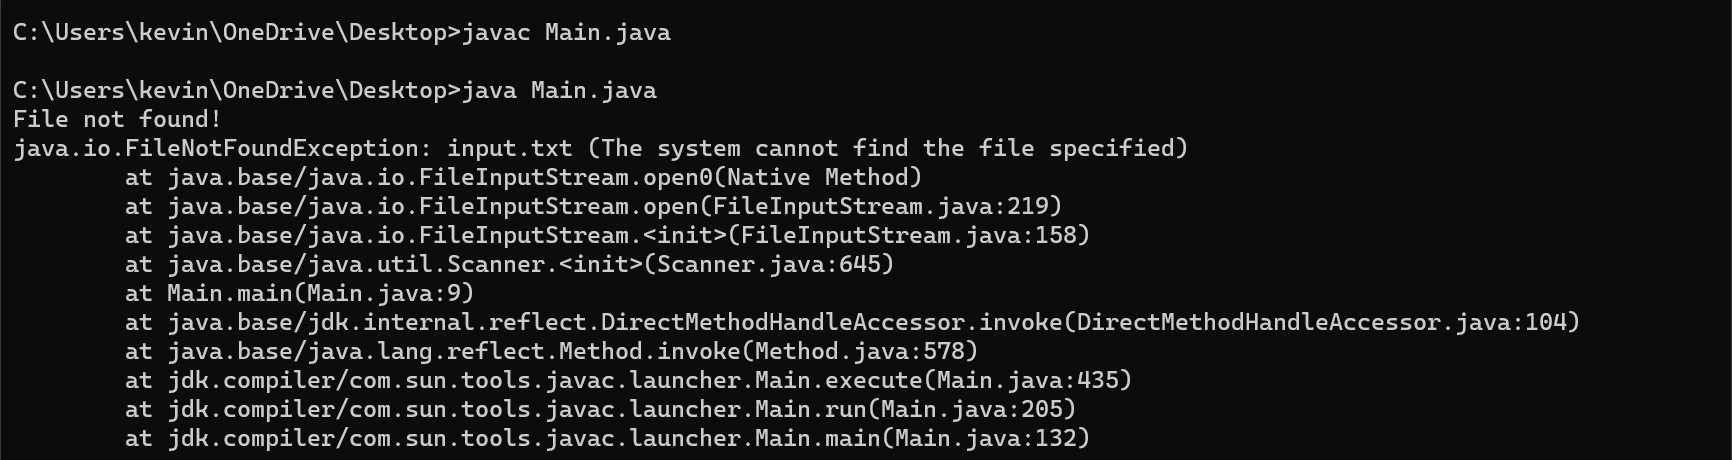 C:\Users\kevin\OneDrive\Desktop>javac Main.java
C:\Users\kevin\OneDrive\Desktop>java Main.java
File not found!
java.io.FileNotFoundException: input.txt (The system cannot find the file specified)
        at java.base/java.io.FileInputStream.open0(Native Method)
        at java.base/java.io.FileInputStream.open(FileInputStream.java:219)
        at java.base/java.io.FileInputStream.<init>(FileInputStream.java:158)
        at java.base/java.util.Scanner.<init>(Scanner.java:645)
        at Main.main(Main.java:9)
        at java.base/jdk.internal.reflect.DirectMethodHandleAccessor.invoke(DirectMethodHandleAccessor.java:104)
        at java.base/java.lang.reflect.Method.invoke(Method.java:578)
        at jdk.compiler/com.sun.tools.javac.launcher.Main.execute(Main.java:435)
        at jdk.compiler/com.sun.tools.javac.launcher.Main.run(Main.java:205)
        at jdk.compiler/com.sun.tools.javac.launcher.Main.main(Main.java:132)